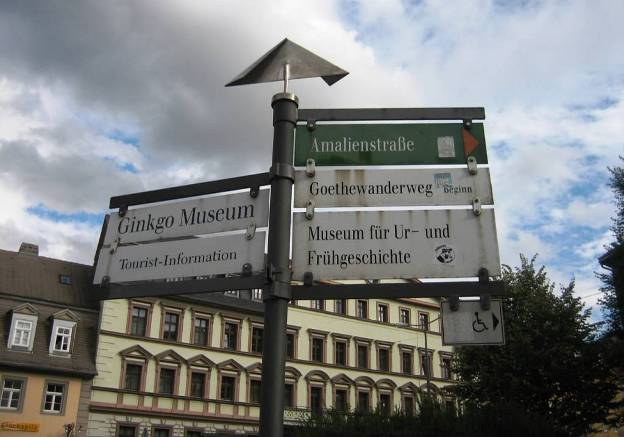 Ginkgo Museum
Tourist-Information
Amalienstraße
Goethewanderweg
Beginn
Museum für Ur- und
Frühgeschichte